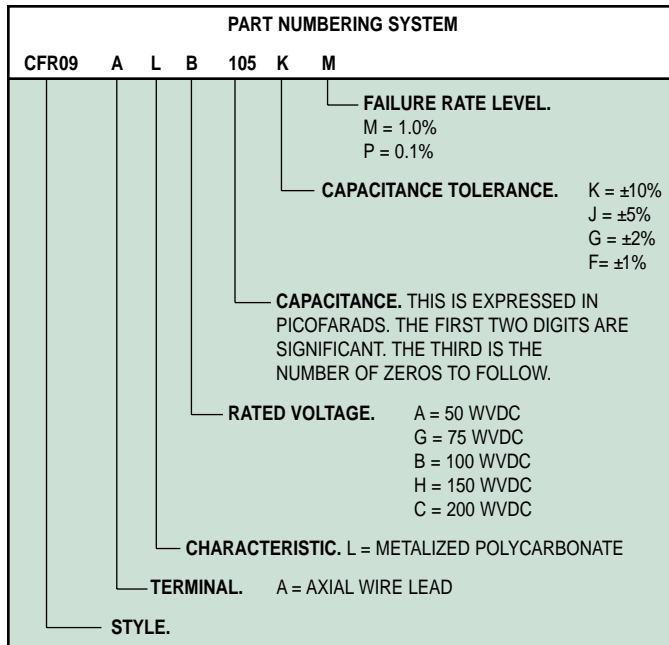 PART NUMBERING SYSTEM
CFR09 A L B 105 K M
FAILURE RATE LEVEL.
M = 1.0%
P = 0.1%
CAPACITANCE TOLERANCE. K = ±10%
J = ±5%
G = ±2%
F= ±1%
CAPACITANCE. THIS IS EXPRESSED IN
PICOFARADS. THE FIRST TWO DIGITS ARE
SIGNIFICANT. THE THIRD IS THE
NUMBER OF ZEROS TO FOLLOW.
RATED VOLTAGE. A = 50 WVDC
G = 75 WVDC
B = 100 WVDC
H = 150 WVDC
C = 200 WVDC
CHARACTERISTIC. L = METALIZED POLYCARBONATE
TERMINAL. A = AXIAL WIRE LEAD
STYLE.